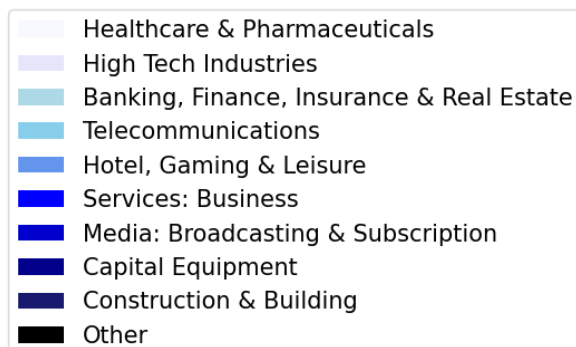 Healthcare & Pharmaceuticals
High Tech Industries
Banking, Finance, Insurance & Real Estate
Telecommunications
Hotel, Gaming & Leisure
Services: Business
Media: Broadcasting & Subscription
Capital Equipment
Construction & Building
Other